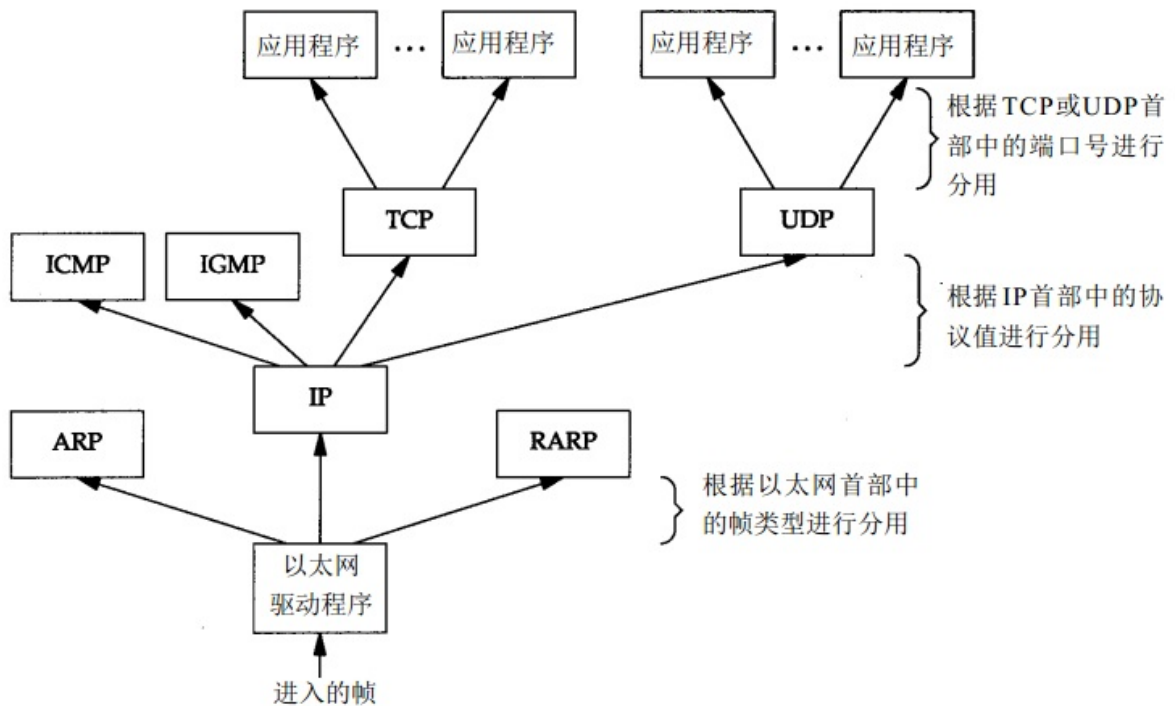 应用程序 … 应用程序
应用程序 … 应用程序
根据TCP或UDP首
部中的端口号进行
分用
TCP
UDP
ICMP
IGMP
根据IP首部中的协
议值进行分用
IP
ARP
RARP
根据以太网首部中
的帧类型进行分用
以太网
驱动程序
进入的帧